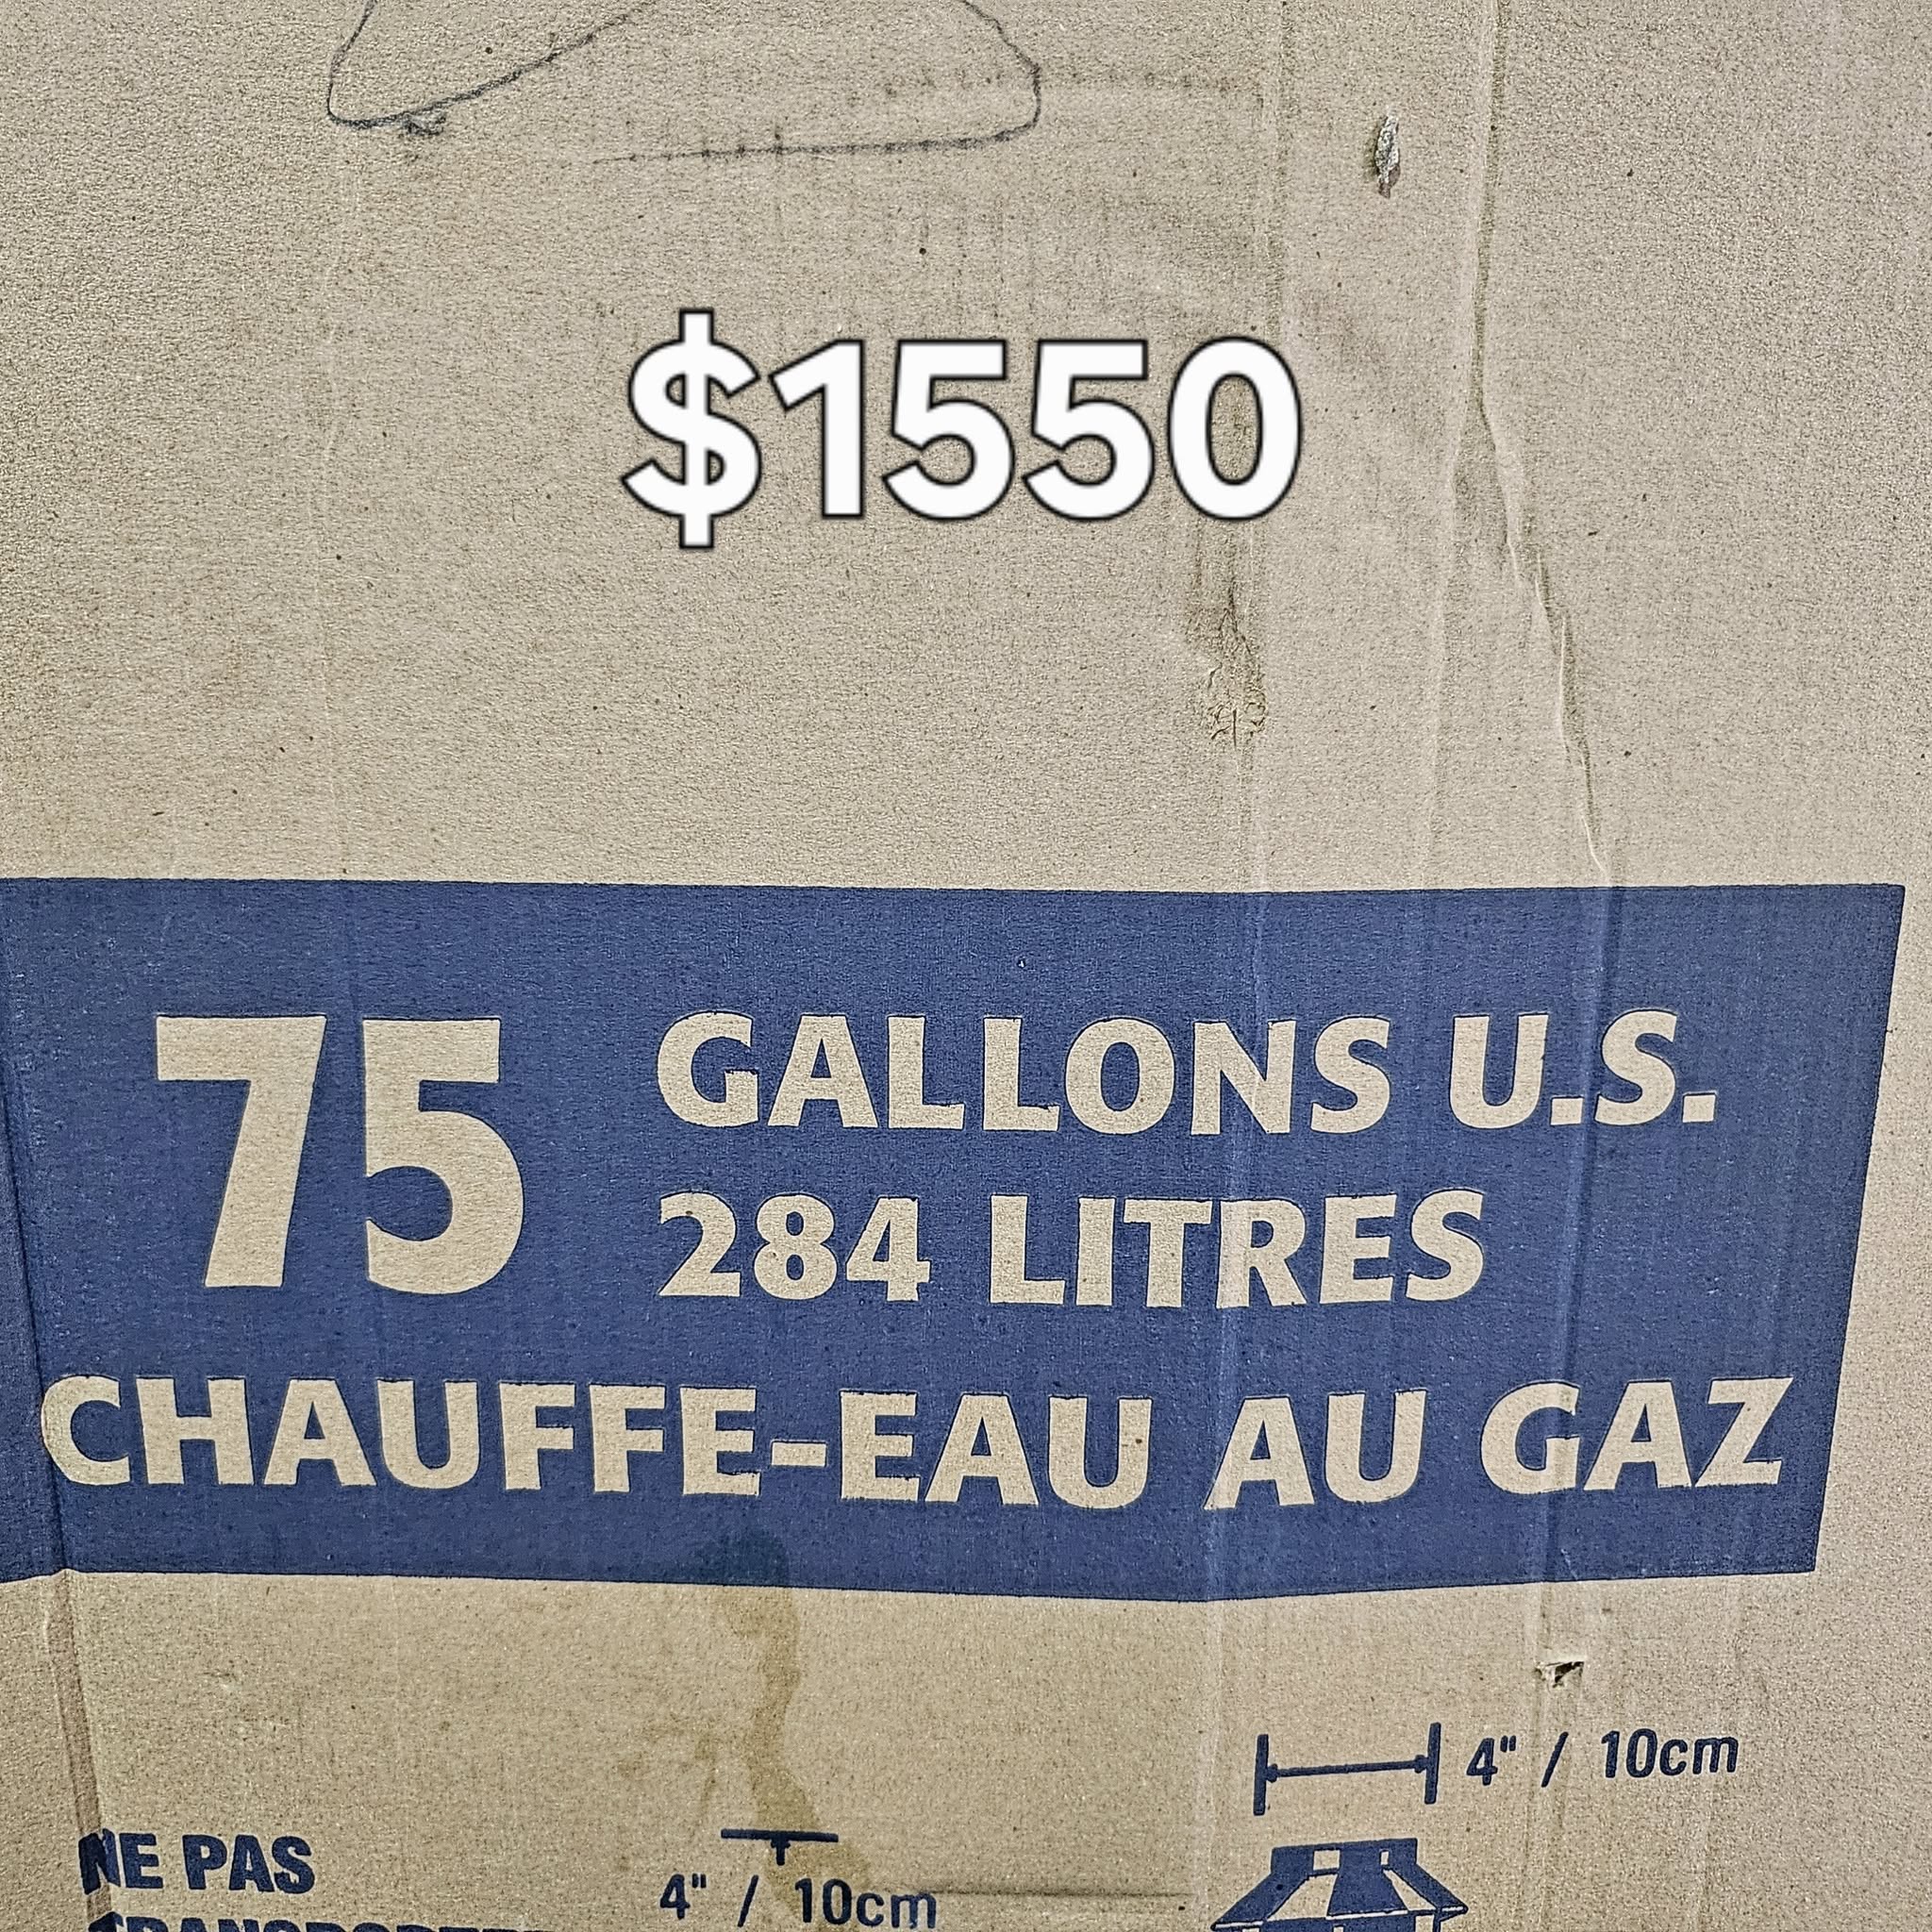 $1550
75 GALLONS U.S.
284 LITRES
CHAUFFE-EAU AU GAZ
4" / 10cm
NE PAS
4" / 10cm